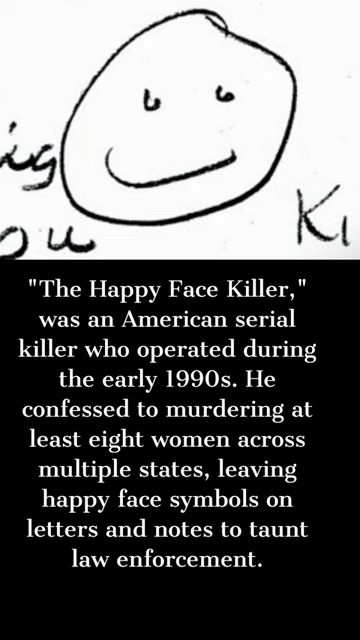 ou
Ki
"The Happy Face Killer,"
was an American serial
killer who operated during
the early 1990s. He
confessed to murdering at
least eight women across
multiple states, leaving
happy face symbols on
letters and notes to taunt
law enforcement.